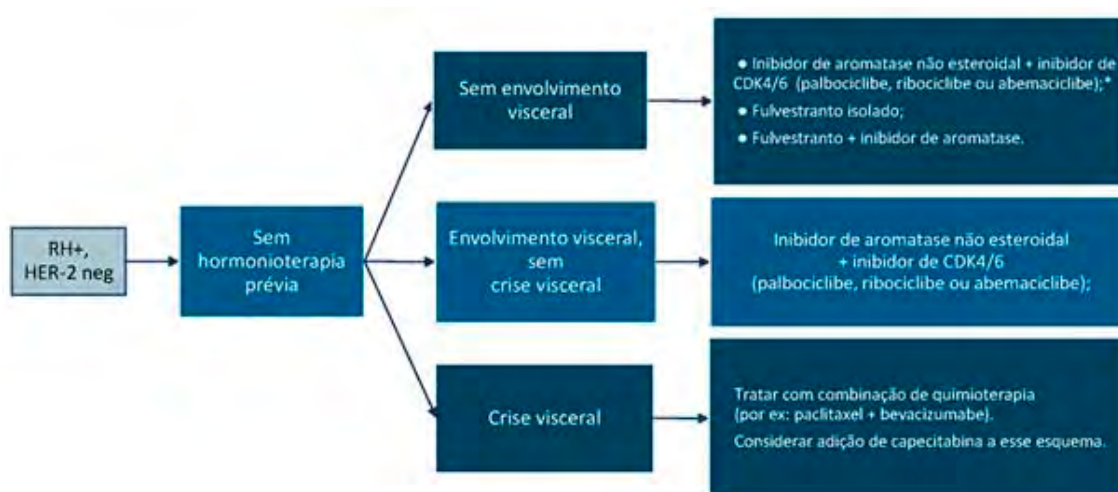 RH+,
HER-2 neg
Sem
hormonioterapia
prévia
Sem envolvimento
visceral
● Inibidor de aromatase não esteroidal + inibidor de
CDK4/6 (palbociclibe, ribociclibe ou abemaciclibe);*
● Fulvestranto isolado;
● Fulvestranto + inibidor de aromatase.
Envolvimento visceral,
sem
crise visceral
Inibidor de aromatase não esteroidal
+ inibidor de CDK4/6
(palbociclibe, ribociclibe ou abemaciclibe);
Crise visceral
Tratar com combinação de quimioterapia
(por ex: paclitaxel + bevacizumabe).
Considerar adição de capecitabina a esse esquema.